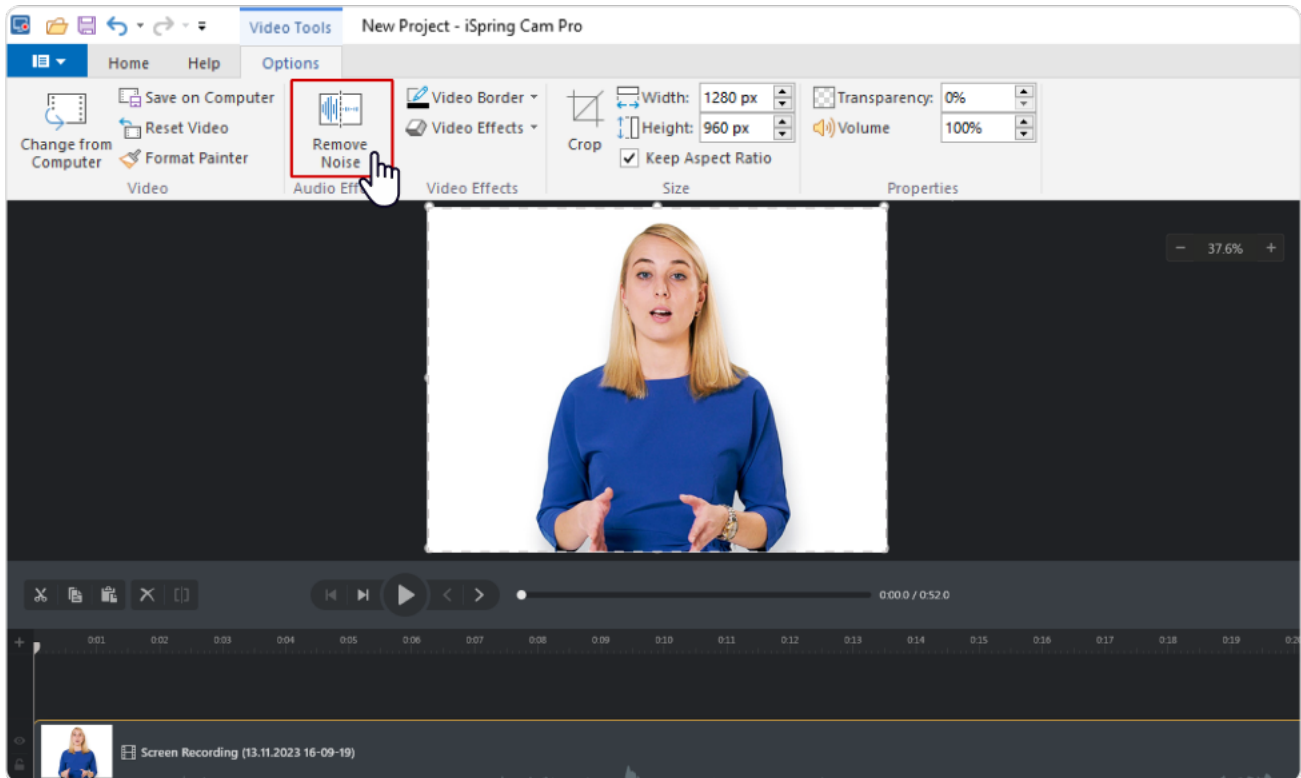 Video Tools New Project - iSpring Cam Pro
Home Help Options
Change from
Computer
Save on Computer
Reset Video
Format Painter
Video
Remove
Noise
Audio Eff
Video Border
Video Effects
Video Effects
Crop
Width: 1280 px
Height: 960 px
Keep Aspect Ratio
Size
Transparency: 0%
Volume 100%
Properties
37.6%
0:00.0 / 0:52.0
0:01 0:02 0:03 0:04 0:05 0:06 0:07 0:08 0:09 0:10 0:11 0:12 0:13 0:14 0:15 0:16 0:17 0:18 0:19
Screen Recording (13.11.2023 16-09-19)